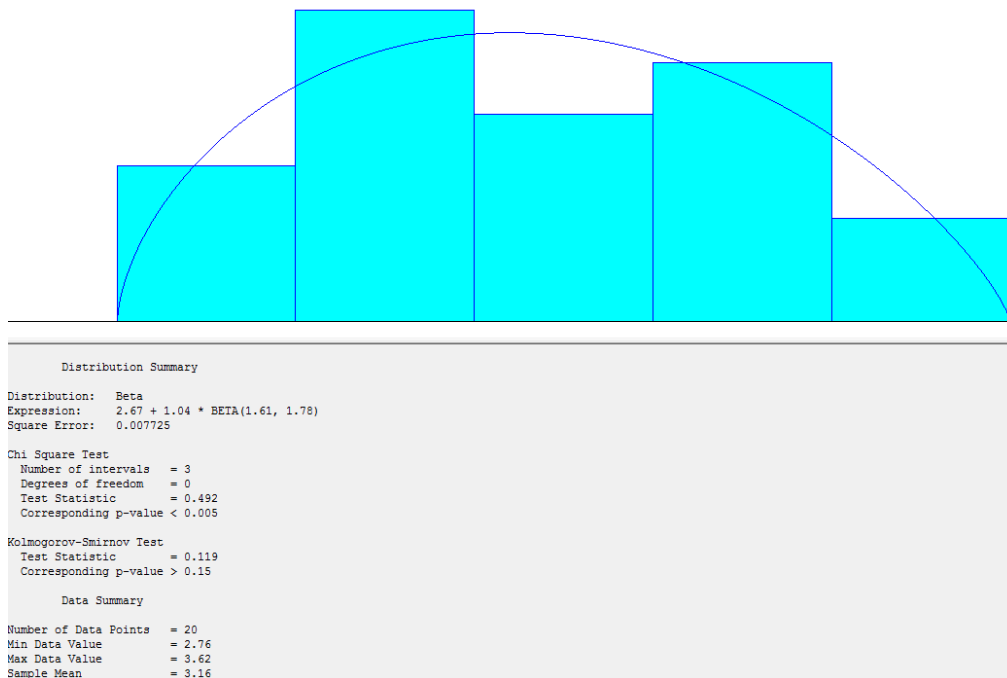 Distribution Summary
Distribution: Beta
Expression: 2.67 + 1.04 * BETA(1.61, 1.78)
Square Error: 0.007725
Chi Square Test
Number of intervals = 3
Degrees of freedom = 0
Test Statistic = 0.492
Corresponding p-value < 0.005
Kolmogorov-Smirnov Test
Test Statistic = 0.119
Corresponding p-value > 0.15
Data Summary
Number of Data Points = 20
Min Data Value = 2.76
Max Data Value = 3.62
Sample Mean = 3.16